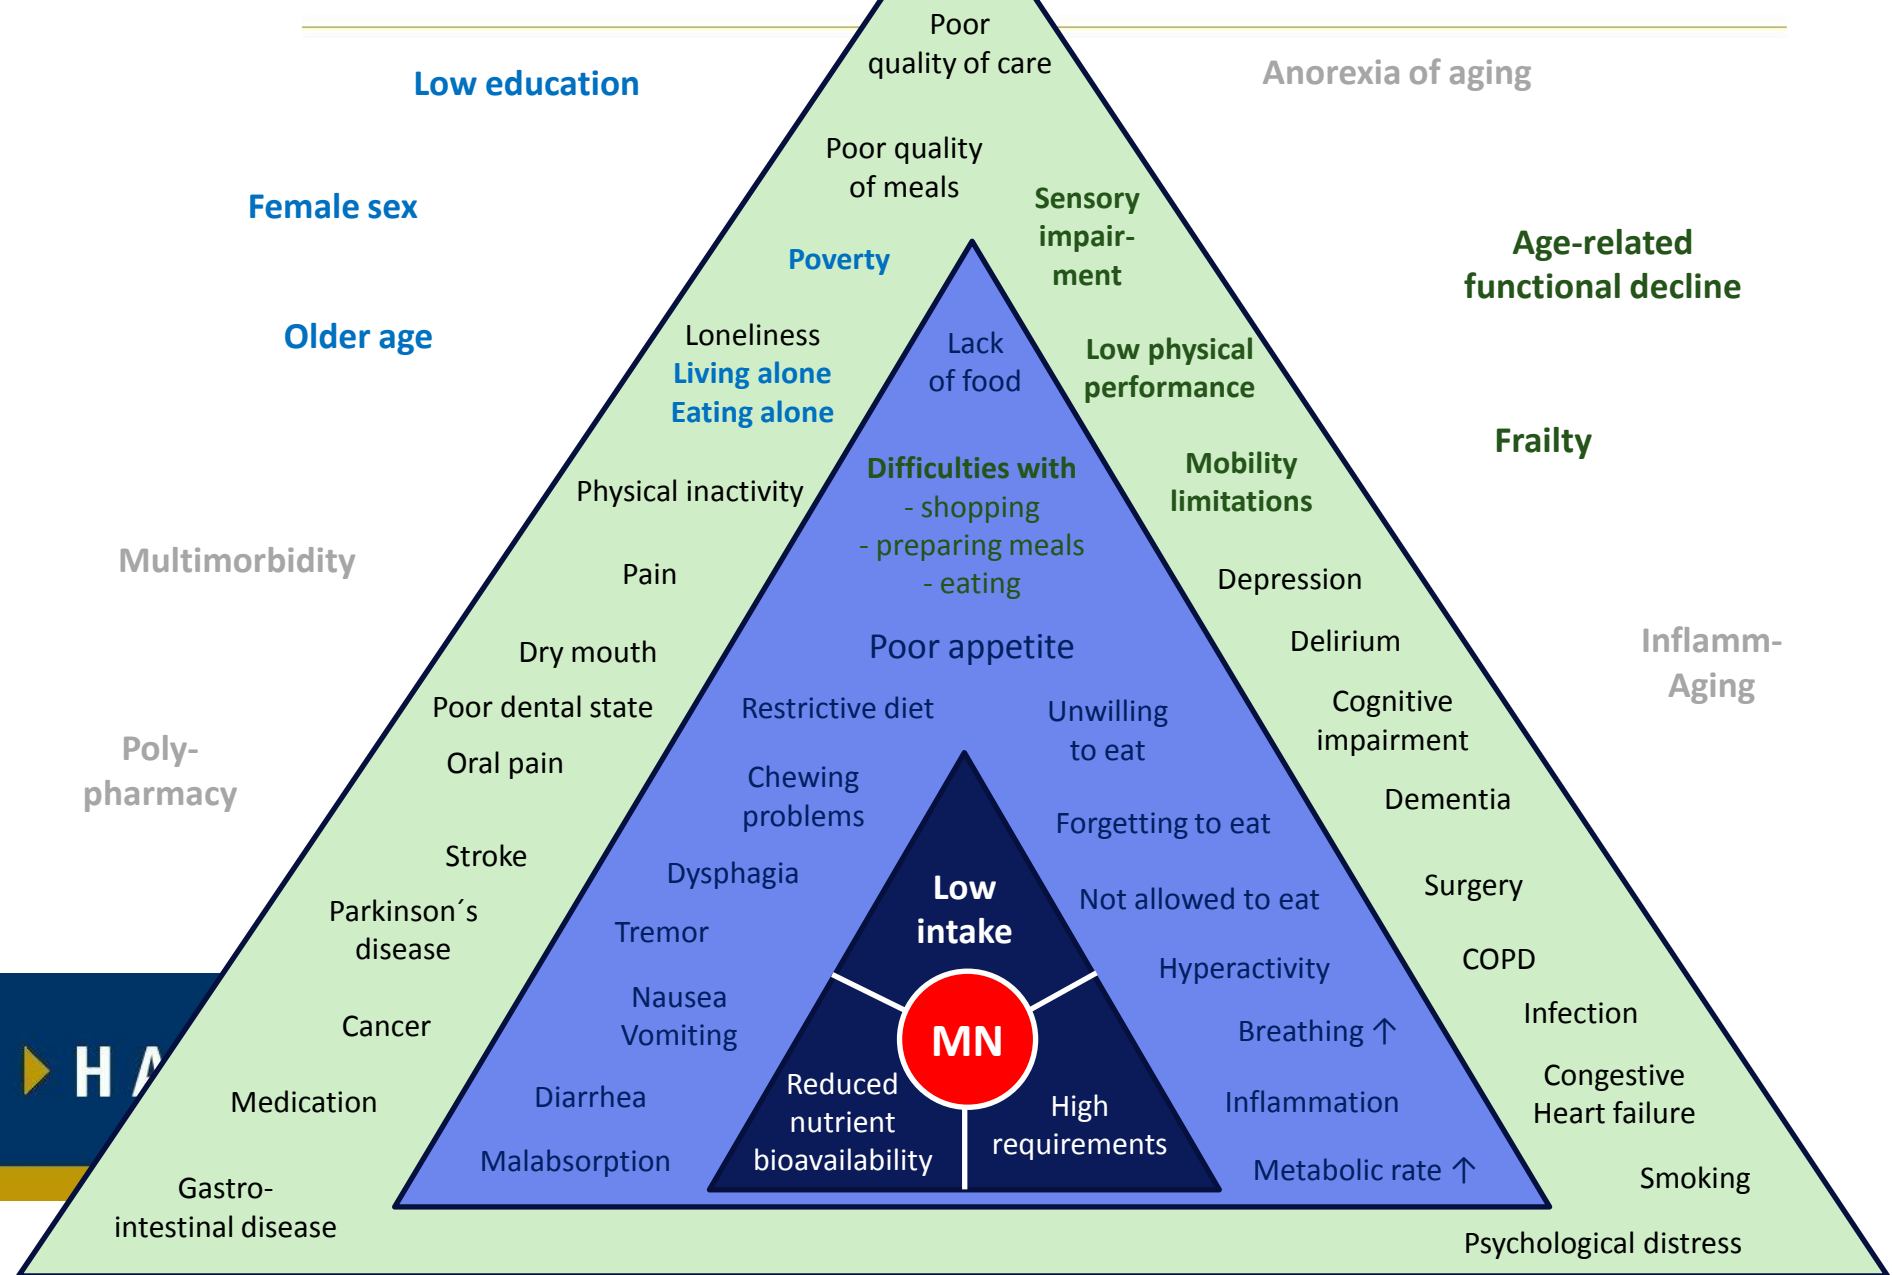 Poor
quality of care
Low education
Anorexia of aging
Poor quality
of meals
Female sex
Sensory
impair-
ment
Age-related
functional decline
Poverty
Older age
Loneliness
Living alone
Eating alone
Lack
of food
Low physical
performance
Frailty
Physical inactivity
Difficulties with
- shopping
- preparing meals
- eating
Mobility
limitations
Multimorbidity
Pain
Depression
Dry mouth
Poor appetite
Delirium
Inflamm-
Aging
Poor dental state
Restrictive diet
Unwilling
to eat
Cognitive
impairment
Poly-
pharmacy
Oral pain
Chewing
problems
Forgetting to eat
Dementia
Stroke
Dysphagia
Low
intake
Not allowed to eat
Surgery
Parkinson´s
disease
Tremor
Hyperactivity
COPD
Nausea
Vomiting
MN
Breathing ↑
Infection
Cancer
HA
Medication
Diarrhea
Reduced
nutrient
bioavailability
High
requirements
Inflammation
Congestive
Heart failure
Malabsorption
Metabolic rate ↑
Smoking
Gastro-
intestinal disease
Psychological distress